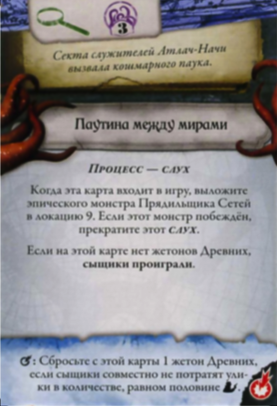 3
Секта служителей Атлач-Начи
вызвала кошмарного паука.
Паутина между мирами
Процесс — слух
Когда эта карта входит в игру, выложите
эпического монстра Прядильщика Сетей
в локацию 9. Если этот монстр побеждён,
прекратите этот слух.
Если на этой карте нет жетонов Древних,
сыщики проиграли.
: Сбросьте с этой карты 1 жетон Древних,
если сыщики совместно не потратят ули-
ки в количестве, равном половине .